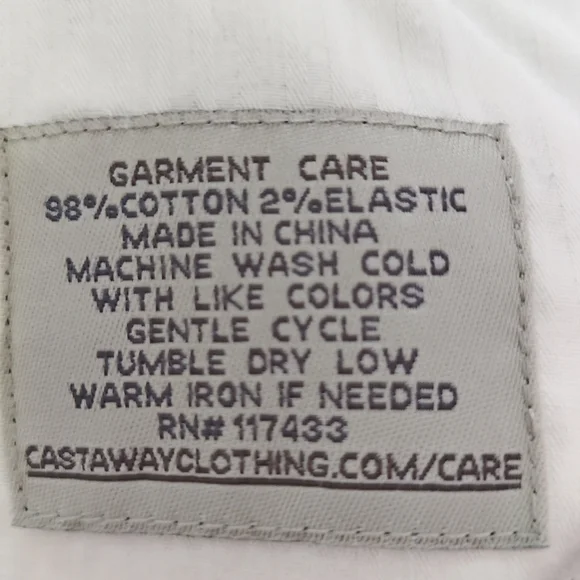 GARMENT CARE
98%COTTON 2%ELASTIC
MADE IN CHINA
MACHINE WASH COLD
WITH LIKE COLORS
GENTLE CYCLE
TUMBLE DRY LOW
WARM IRON IF NEEDED
RN# 117433
CASTAWAYCLOTHING.COM/CARE